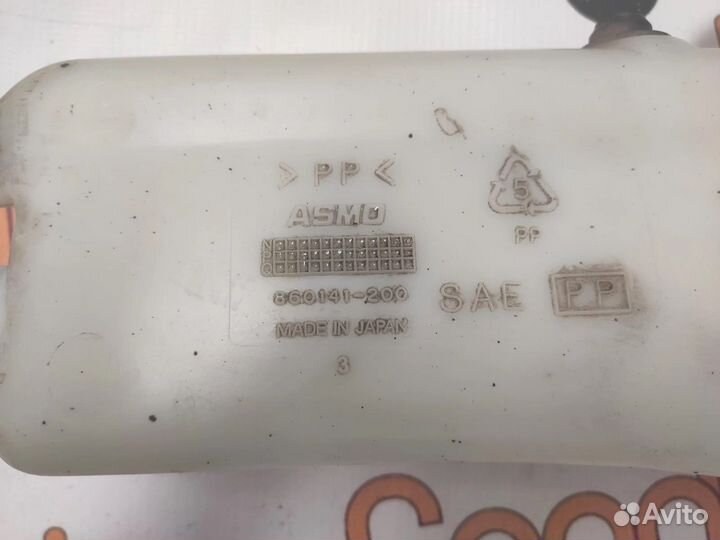 >PP<
ASMO
N
P
O
860141-200
MADE IN JAPAN
3
5
PP
SAE PP
Avito